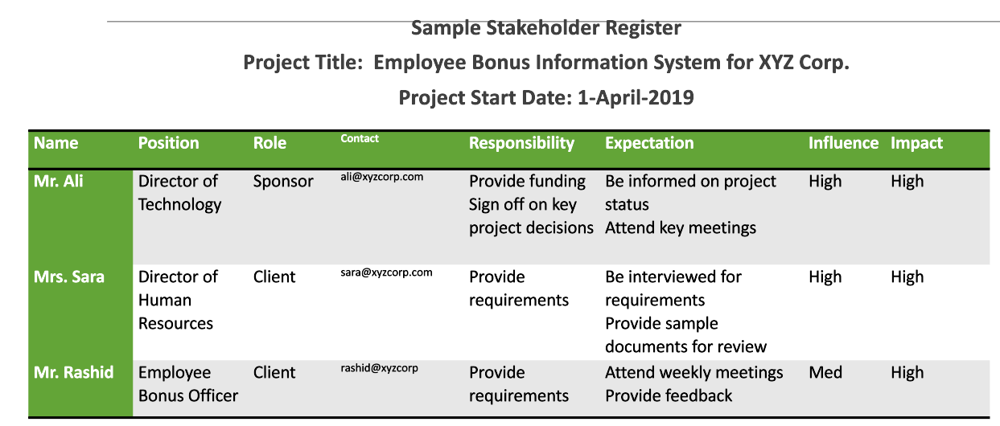 Sample Stakeholder Register
Project Title:  Employee Bonus Information System for XYZ Corp.
Project Start Date: 1-April-2019
Name Position Role Contact Responsibility Expectation Influence Impact
Mr. Ali Director of Sponsor ali@xyzcorp.com Provide funding Be informed on project High High
Technology Sign off on key status
project decisions Attend key meetings
Mrs. Sara Director of Client sara@xyzcorp.com Provide Be interviewed for High High
Human requirements requirements
Resources Provide sample
documents for review
Mr. Rashid Employee Client rashid@xyzcorp Provide Attend weekly meetings Med High
Bonus Officer requirements Provide feedback